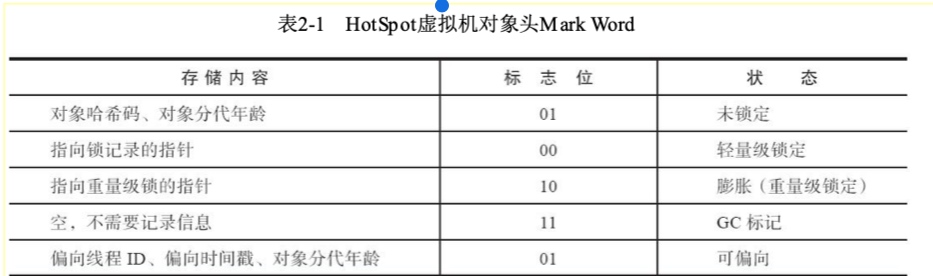 表2-1 HotSpot虚拟机对象头Mark Word
存储内容 标志位 状态
对象哈希码、对象分代年龄 01 未锁定
指向锁记录的指针 00 轻量级锁定
指向重量级锁的指针 10 膨胀（重量级锁定）
空，不需要记录信息 11 GC 标记
偏向线程 ID、偏向时间戳、对象分代年龄 01 可偏向